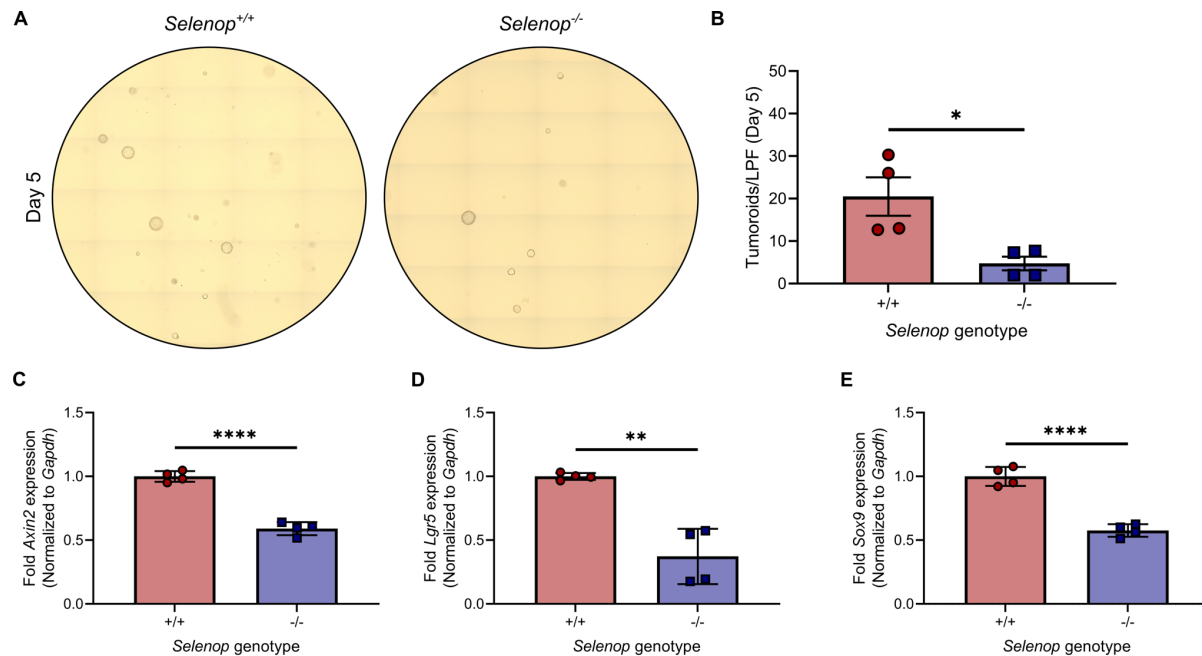 A
Selenop+/+
Selenop-/-
Day 5
B
Tumoroids/LPF (Day 5)
50
40
30
20
10
0
*
+/+
-/-
Selenop genotype
C
Fold Axin2 expression
(Normalized to Gapdh)
1.5
1.0
0.5
0.0
****
+/+
-/-
Selenop genotype
D
Fold Lgr5 expression
(Normalized to Gapdh)
1.5
1.0
0.5
0.0
**
+/+
-/-
Selenop genotype
E
Fold Sox9 expression
(Normalized to Gapdh)
1.5
1.0
0.5
0.0
****
+/+
-/-
Selenop genotype